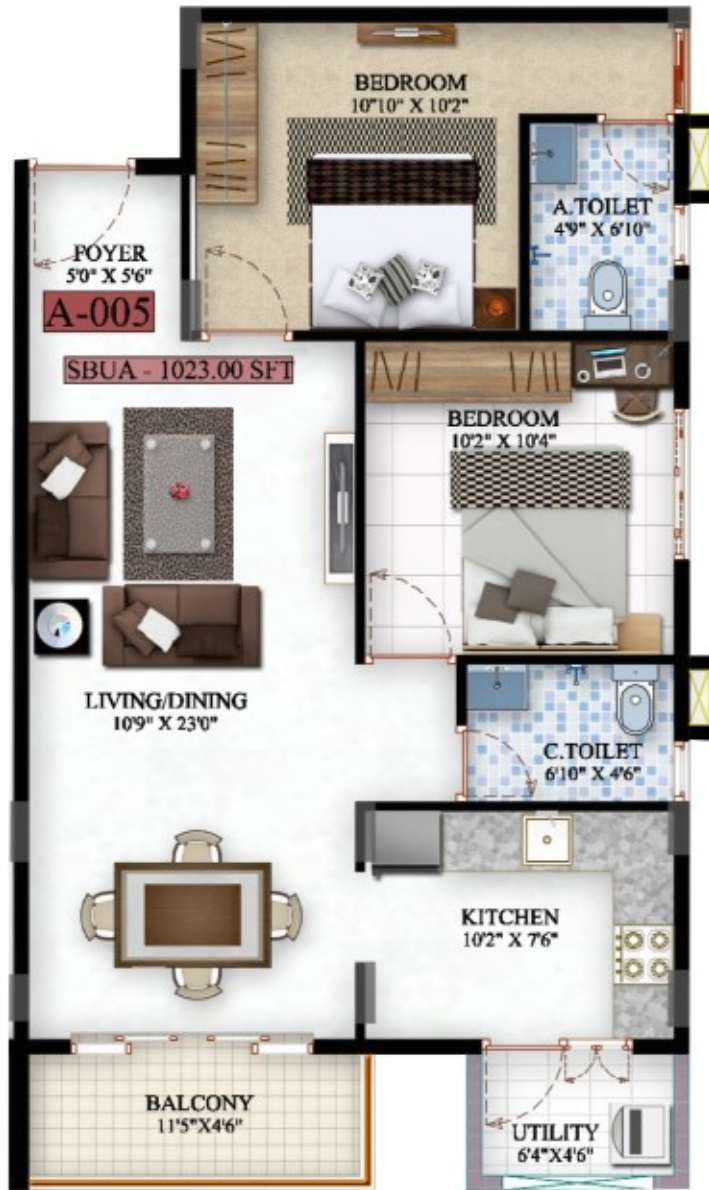 BEDROOM
10"10" X 10'2"
A.TOILET
4'9" X 6'10"
FOYER
5'0" X 5'6"
A-005
SBUA - 1023.00 SFT
BEDROOM
10'2" X 10'4"
LIVING/DINING
10'9" X 23'0"
C.TOILET
6'10" X 4'6"
KITCHEN
10'2" X 7'6"
BALCONY
11'5"X4'6"
UTILITY
6'4"X4'6"